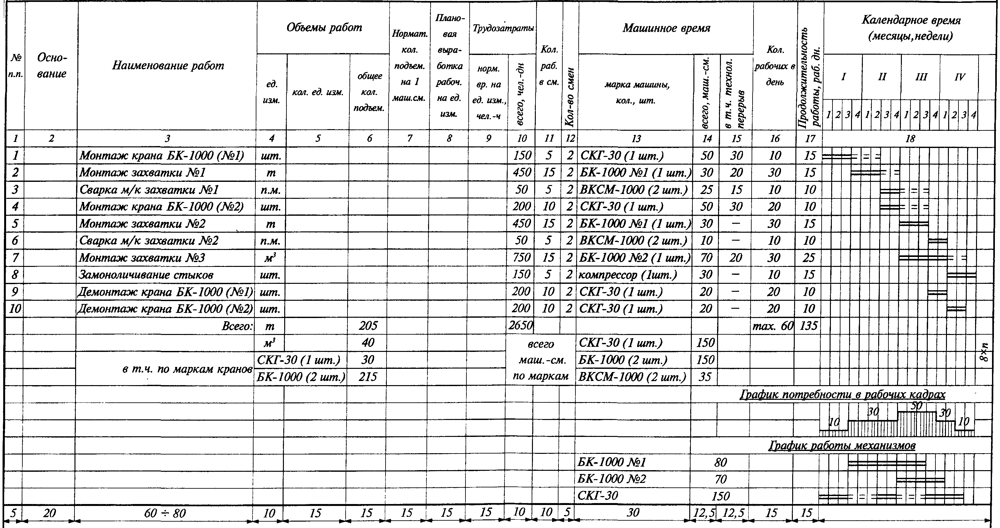 № п.п.
Осно-
вание
Наименование работ
Объемы работ
ед.
изм.
кол. ед. изм.
общее
кол.
подъем.
Нормат.
кол.
подъем.
на 1
маш.см.
Плано-
вая
выра-
ботка
рабоч.
на ед.
изм.
Трудозатраты
норм.
вр. на
ед. изм.,
чел.-ч
всего, чел.-дн
Кол.
раб.
в см.
Кол-во смен
Машинное время
марка машины,
кол., шт.
всего, маш.-см.
в т.ч. технол.
перерыв
Кол.
рабочих в
день
Продолжительность
работы, раб. дн.
Календарное время
(месяцы,недели)
I II III IV
1 2 3 4 1 2 3 4 1 2 3 4 1 2 3 4
1 2 3 4 5 6 7 8 9 10 11 12 13 14 15 16 17 18
1 Монтаж крана БК-1000 (№1) шт. 150 5 2 СКГ-30 (1 шт.) 50 30 10 15
2 Монтаж захватки №1 т 450 15 2 БК-1000 №1 (1 шт.) 30 20 30 15
3 Сварка м/к захватки №1 п.м. 50 5 2 ВКСМ-1000 (2 шт.) 25 15 10 10
4 Монтаж крана БК-1000 (№2) шт. 200 10 2 СКГ-30 (1 шт.) 50 30 20 10
5 Монтаж захватки №2 т 450 15 2 БК-1000 №1 (1 шт.) 30 – 30 15
6 Сварка м/к захватки №2 п.м. 50 5 2 ВКСМ-1000 (2 шт.) 10 – 10 10
7 Монтаж захватки №3 м³ 750 15 2 БК-1000 №2 (1 шт.) 70 20 30 25
8 Замоноличивание стыков шт. 150 5 2 компрессор (1шт.) 30 – 10 15
9 Демонтаж крана БК-1000 (№1) шт. 200 10 2 СКГ-30 (1 шт.) 20 – 20 10
10 Демонтаж крана БК-1000 (№2) шт. 200 10 2 СКГ-30 (1 шт.) 20 – 20 10
Всего: т 205 2650 max. 60 135
м³ 40 всего СКГ-30 (1 шт.) 150
в т.ч. по маркам кранов
СКГ-30 (1 шт.) 30 маш.-см. БК-1000 (2 шт.) 150
БК-1000 (2 шт.) 215 по маркам ВКСМ-1000 (2 шт.) 35
8×n
График потребности в рабочих кадрах
10 30 50 30 10
График работы механизмов
БК-1000 №1 80
БК-1000 №2 70
СКГ-30 150
5 20 60 ÷ 80 10 15 15 15 15 15 10 10 5 30 12,5 12,5 15 15